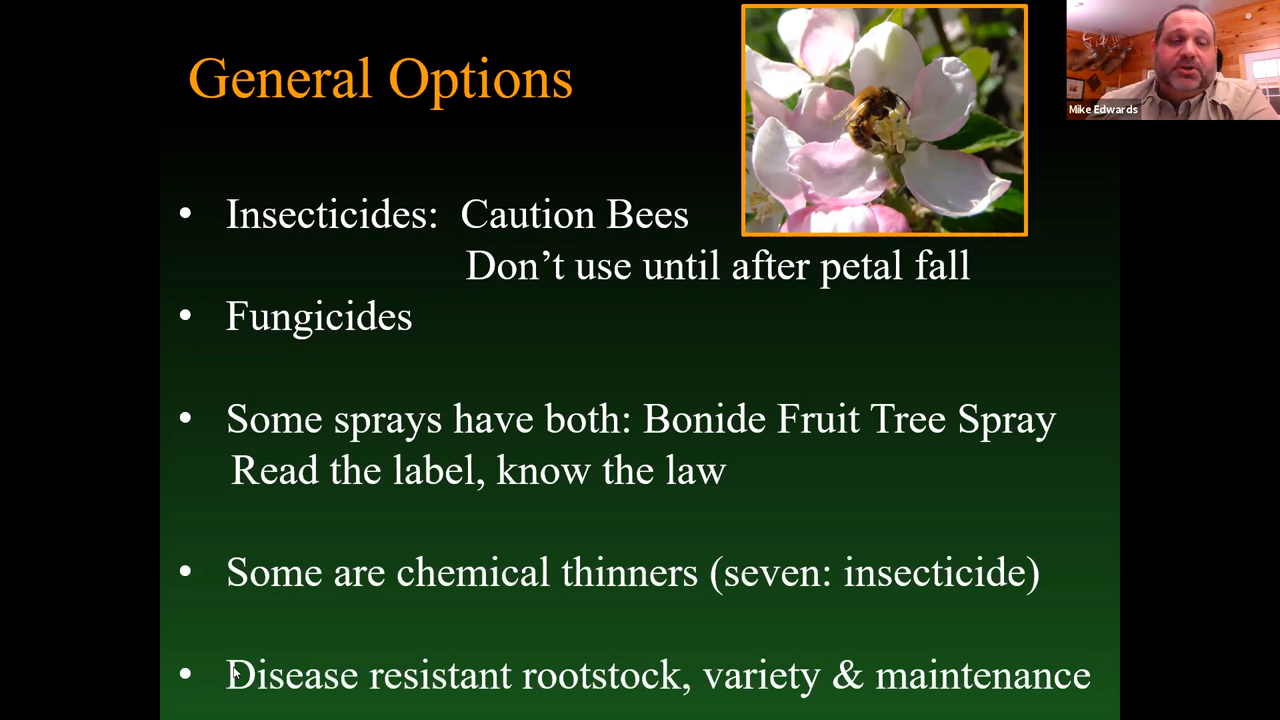 General Options
Mike Edwards
• Insecticides: Caution Bees
Don’t use until after petal fall
• Fungicides
• Some sprays have both: Bonide Fruit Tree Spray
Read the label, know the law
• Some are chemical thinners (seven: insecticide)
• Disease resistant rootstock, variety & maintenance